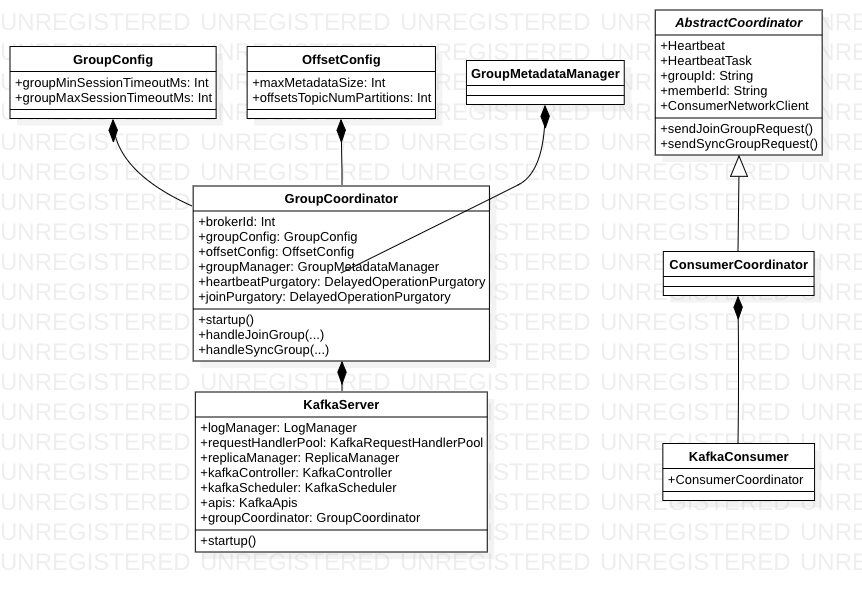 GroupConfig
+groupMinSessionTimeoutMs: Int
+groupMaxSessionTimeoutMs: Int
OffsetConfig
+maxMetadataSize: Int
+offsetsTopicNumPartitions: Int
GroupMetadataManager
AbstractCoordinator
+Heartbeat
+HeartbeatTask
+groupId: String
+memberId: String
+ConsumerNetworkClient
+sendJoinGroupRequest()
+sendSyncGroupRequest()
GroupCoordinator
+brokerId: Int
+groupConfig: GroupConfig
+offsetConfig: OffsetConfig
+groupManager: GroupMetadataManager
+heartbeatPurgatory: DelayedOperationPurgatory
+joinPurgatory: DelayedOperationPurgatory
+startup()
+handleJoinGroup(...)
+handleSyncGroup(...)
ConsumerCoordinator
KafkaServer
+logManager: LogManager
+requestHandlerPool: KafkaRequestHandlerPool
+replicaManager: ReplicaManager
+kafkaController: KafkaController
+kafkaScheduler: KafkaScheduler
+apis: KafkaApis
+groupCoordinator: GroupCoordinator
+startup()
KafkaConsumer
+ConsumerCoordinator
UNREGISTERED